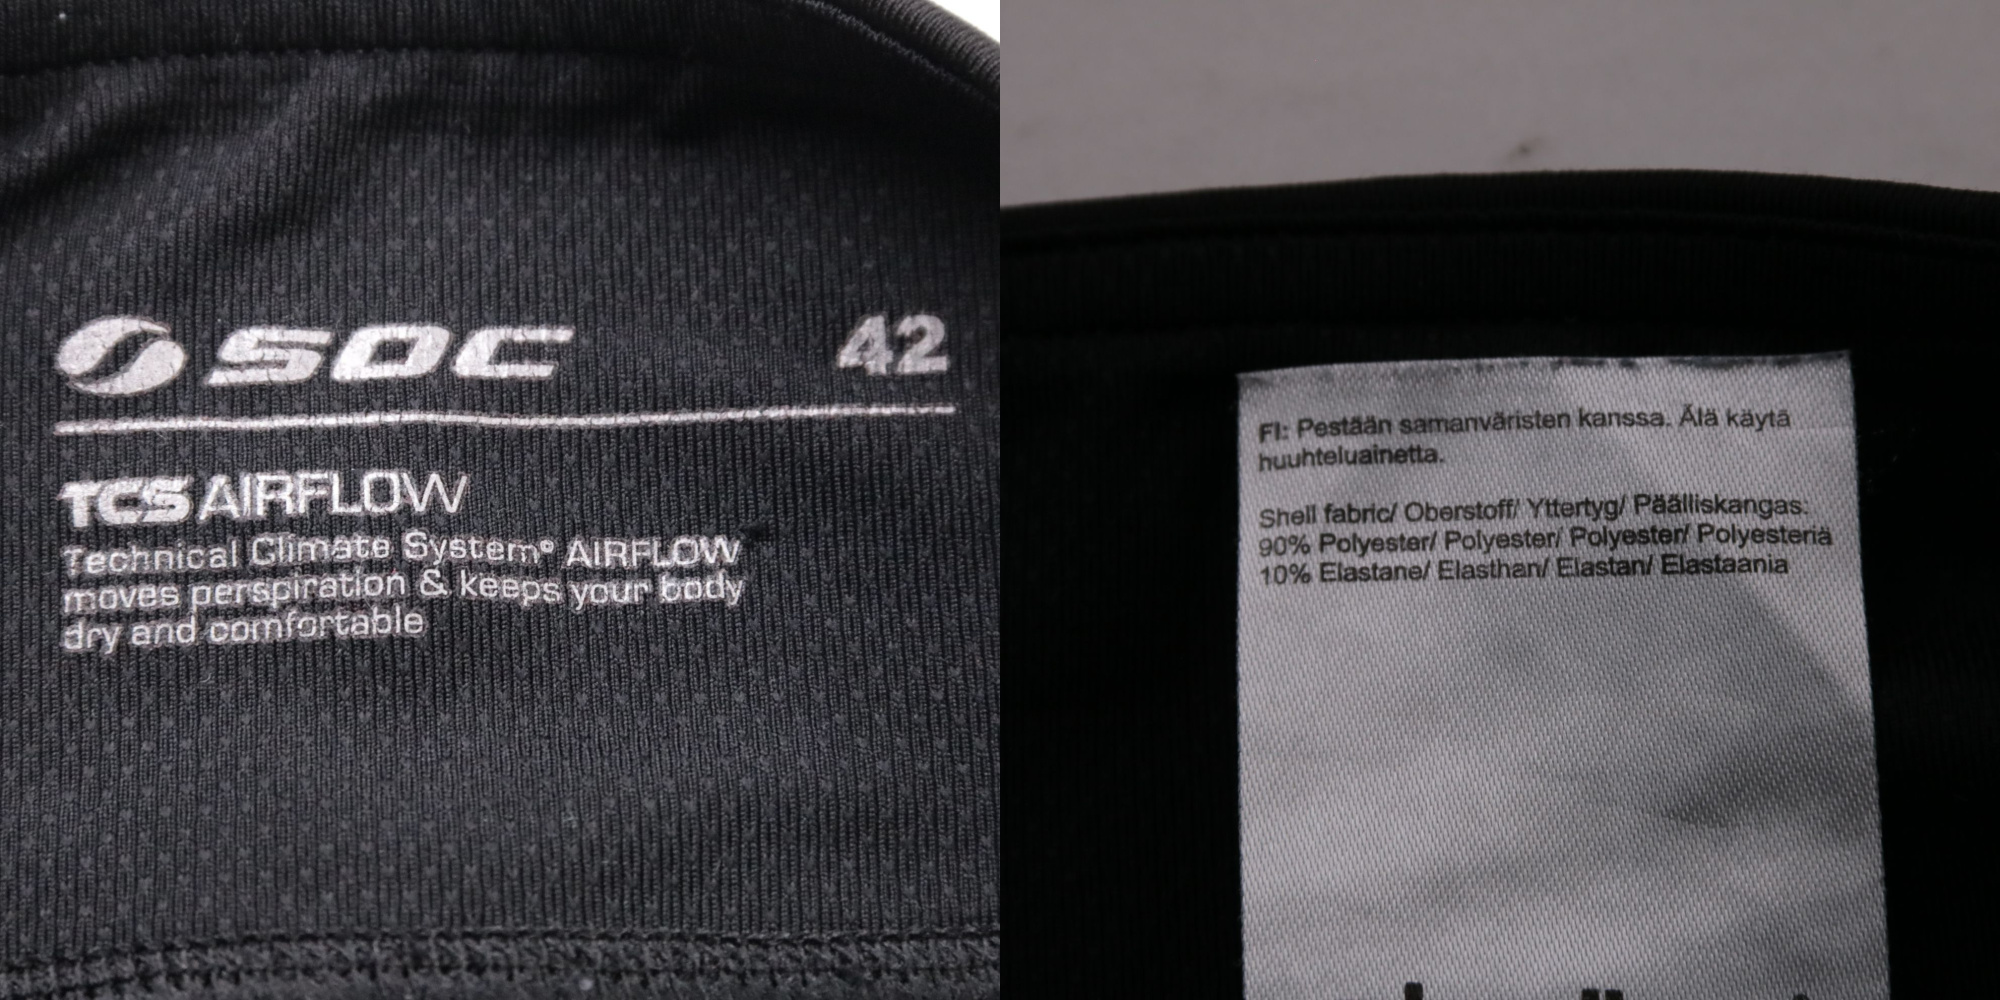 SOC 42
TCS AIRFLOW
Technical Climate System® AIRFLOW
moves perspiration & keeps your body
dry and comfortable
FI: Pestään samanväristen kanssa. Älä käytä
huuhteluainetta.
Shell fabric/ Oberstoff/ Yttertyg/ Päälliskangas:
90% Polyester/ Polyester/ Polyester/ Polyesteriä
10% Elastane/ Elasthan/ Elastan/ Elastaania